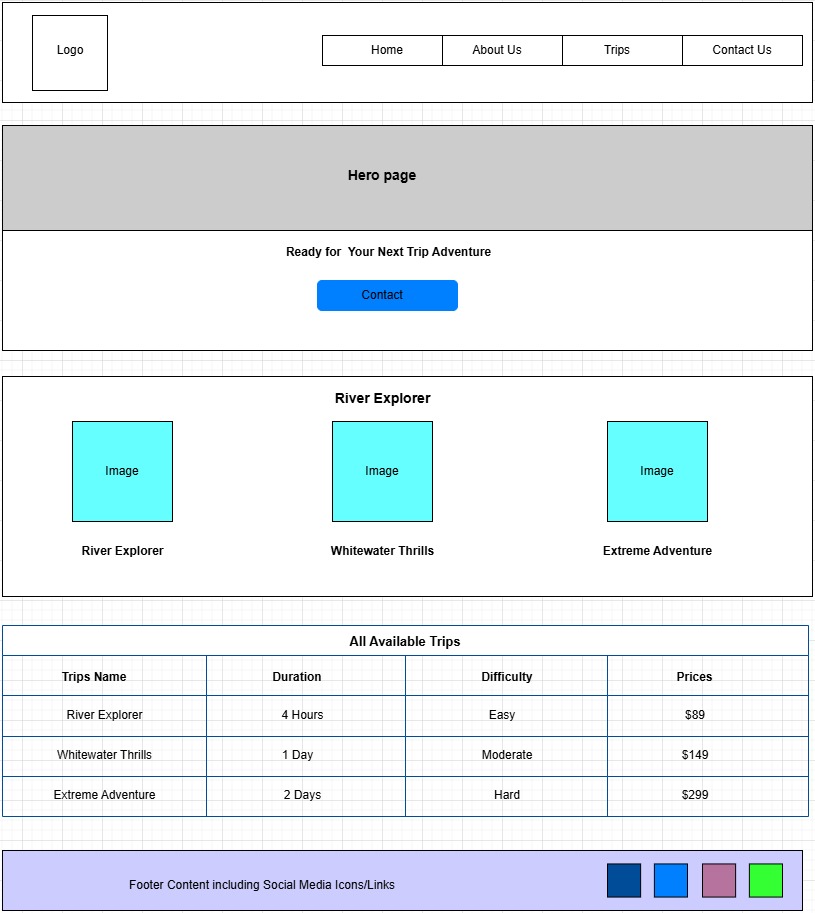 Logo
Home
About Us
Trips
Contact Us
Hero page
Ready for  Your Next Trip Adventure
Contact
River Explorer
Image
Image
Image
River Explorer
Whitewater Thrills
Extreme Adventure
All Available Trips
Trips Name
Duration
Difficulty
Prices
River Explorer
4 Hours
Easy
$89
Whitewater Thrills
1 Day
Moderate
$149
Extreme Adventure
2 Days
Hard
$299
Footer Content including Social Media Icons/Links